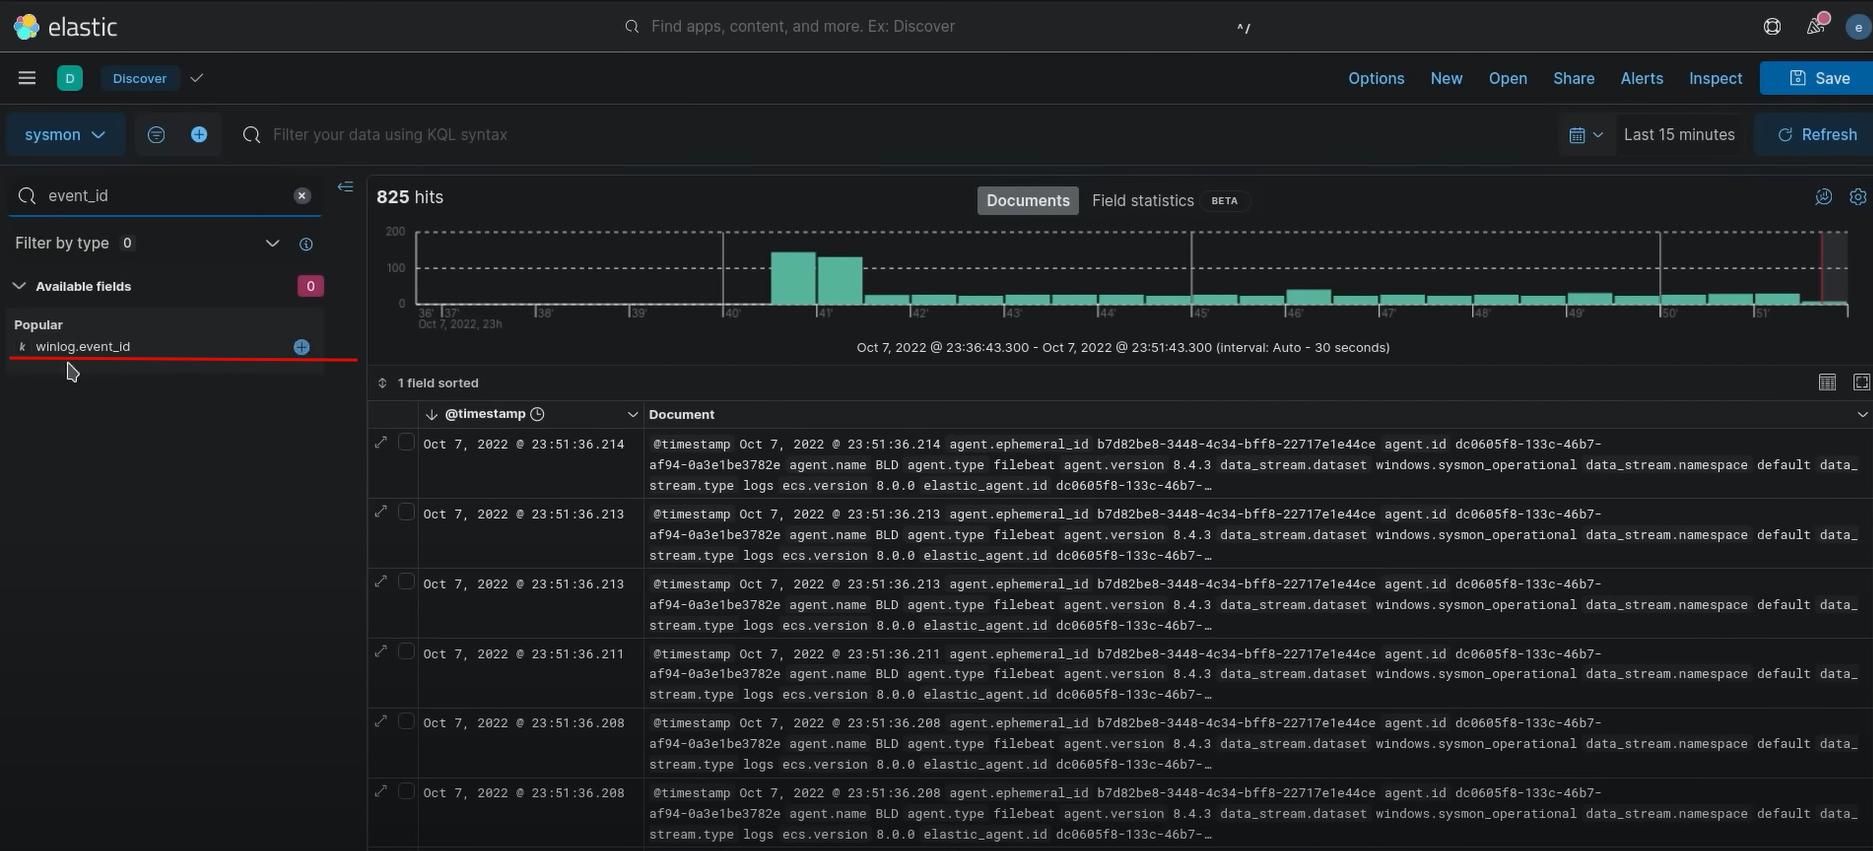 elastic
Find apps, content, and more. Ex: Discover
^/
e
D
Discover
Options New Open Share Alerts Inspect Save
sysmon
Filter your data using KQL syntax
Last 15 minutes
Refresh
event_id
Filter by type 0
Available fields 0
Popular
k winlog.event_id
825 hits
Documents Field statistics BETA
200
100
0
36' 37' 38' 39' 40' 41' 42' 43' 44' 45' 46' 47' 48' 49' 50' 51'
Oct 7, 2022, 23h
Oct 7, 2022 @ 23:36:43.300 - Oct 7, 2022 @ 23:51:43.300 (interval: Auto - 30 seconds)
1 field sorted
@timestamp Document
Oct 7, 2022 @ 23:51:36.214 @timestamp Oct 7, 2022 @ 23:51:36.214 agent.ephemeral_id b7d82be8-3448-4c34-bff8-22717e1e44ce agent.id dc0605f8-133c-46b7-
af94-0a3e1be3782e agent.name BLD agent.type filebeat agent.version 8.4.3 data_stream.dataset windows.sysmon_operational data_stream.namespace default data_
stream.type logs ecs.version 8.0.0 elastic_agent.id dc0605f8-133c-46b7-…
Oct 7, 2022 @ 23:51:36.213 @timestamp Oct 7, 2022 @ 23:51:36.213 agent.ephemeral_id b7d82be8-3448-4c34-bff8-22717e1e44ce agent.id dc0605f8-133c-46b7-
af94-0a3e1be3782e agent.name BLD agent.type filebeat agent.version 8.4.3 data_stream.dataset windows.sysmon_operational data_stream.namespace default data_
stream.type logs ecs.version 8.0.0 elastic_agent.id dc0605f8-133c-46b7-…
Oct 7, 2022 @ 23:51:36.213 @timestamp Oct 7, 2022 @ 23:51:36.213 agent.ephemeral_id b7d82be8-3448-4c34-bff8-22717e1e44ce agent.id dc0605f8-133c-46b7-
af94-0a3e1be3782e agent.name BLD agent.type filebeat agent.version 8.4.3 data_stream.dataset windows.sysmon_operational data_stream.namespace default data_
stream.type logs ecs.version 8.0.0 elastic_agent.id dc0605f8-133c-46b7-…
Oct 7, 2022 @ 23:51:36.211 @timestamp Oct 7, 2022 @ 23:51:36.211 agent.ephemeral_id b7d82be8-3448-4c34-bff8-22717e1e44ce agent.id dc0605f8-133c-46b7-
af94-0a3e1be3782e agent.name BLD agent.type filebeat agent.version 8.4.3 data_stream.dataset windows.sysmon_operational data_stream.namespace default data_
stream.type logs ecs.version 8.0.0 elastic_agent.id dc0605f8-133c-46b7-…
Oct 7, 2022 @ 23:51:36.208 @timestamp Oct 7, 2022 @ 23:51:36.208 agent.ephemeral_id b7d82be8-3448-4c34-bff8-22717e1e44ce agent.id dc0605f8-133c-46b7-
af94-0a3e1be3782e agent.name BLD agent.type filebeat agent.version 8.4.3 data_stream.dataset windows.sysmon_operational data_stream.namespace default data_
stream.type logs ecs.version 8.0.0 elastic_agent.id dc0605f8-133c-46b7-…
Oct 7, 2022 @ 23:51:36.208 @timestamp Oct 7, 2022 @ 23:51:36.208 agent.ephemeral_id b7d82be8-3448-4c34-bff8-22717e1e44ce agent.id dc0605f8-133c-46b7-
af94-0a3e1be3782e agent.name BLD agent.type filebeat agent.version 8.4.3 data_stream.dataset windows.sysmon_operational data_stream.namespace default data_
stream.type logs ecs.version 8.0.0 elastic_agent.id dc0605f8-133c-46b7-…